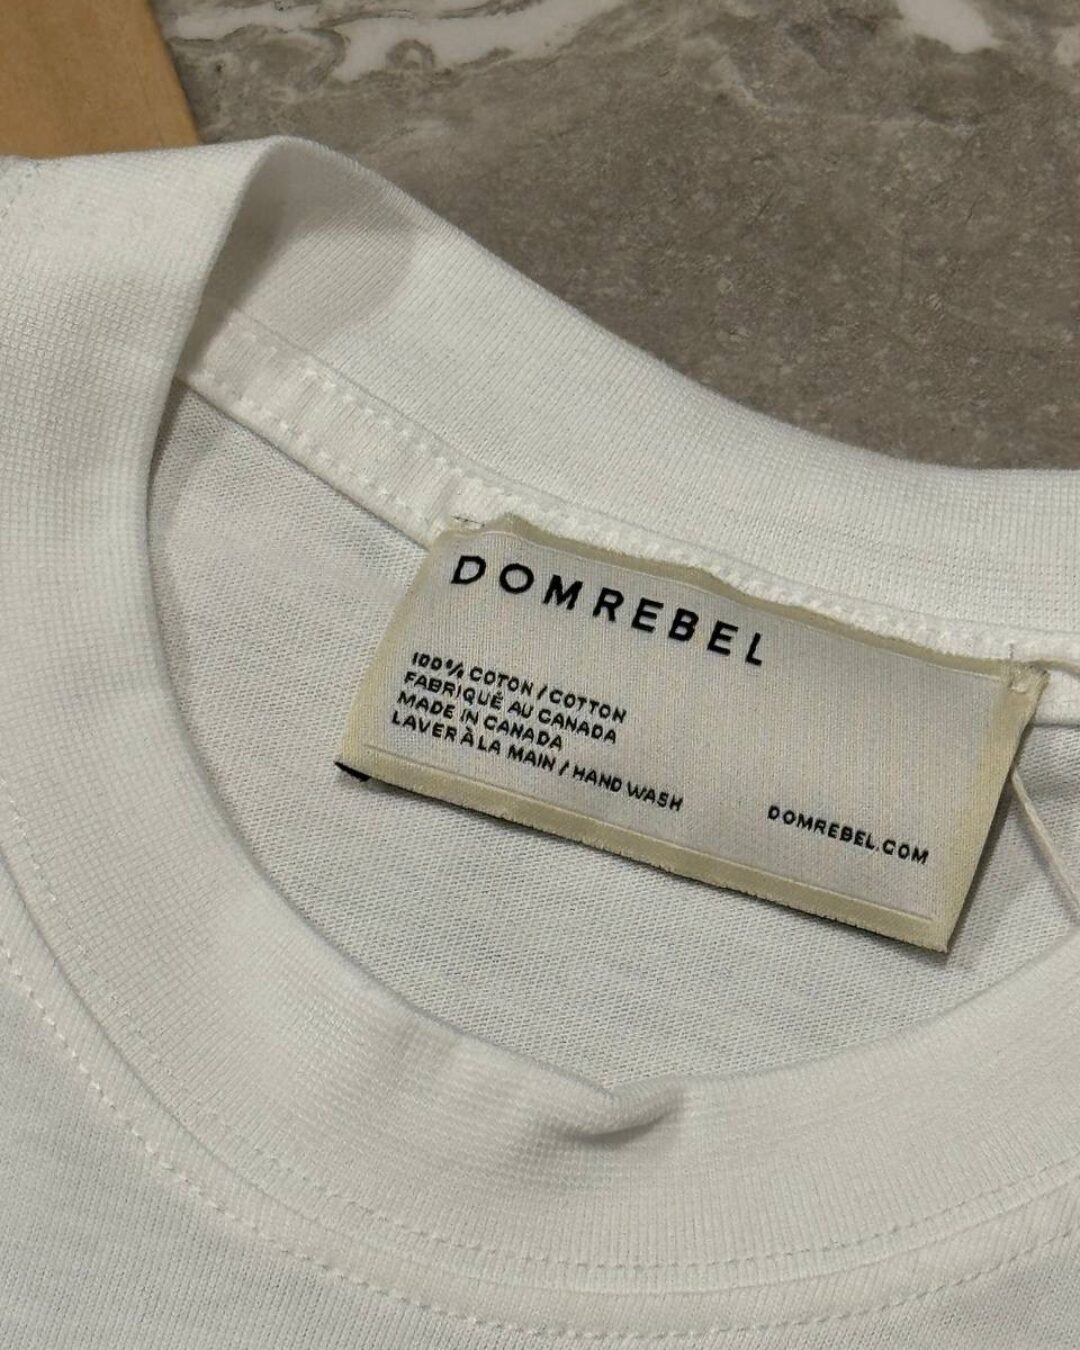 DOMREBEL
100% COTON / COTTON
FABRIQUÉ AU CANADA
MADE IN CANADA
LAVER À LA MAIN / HAND WASH
DOMREBEL.COM